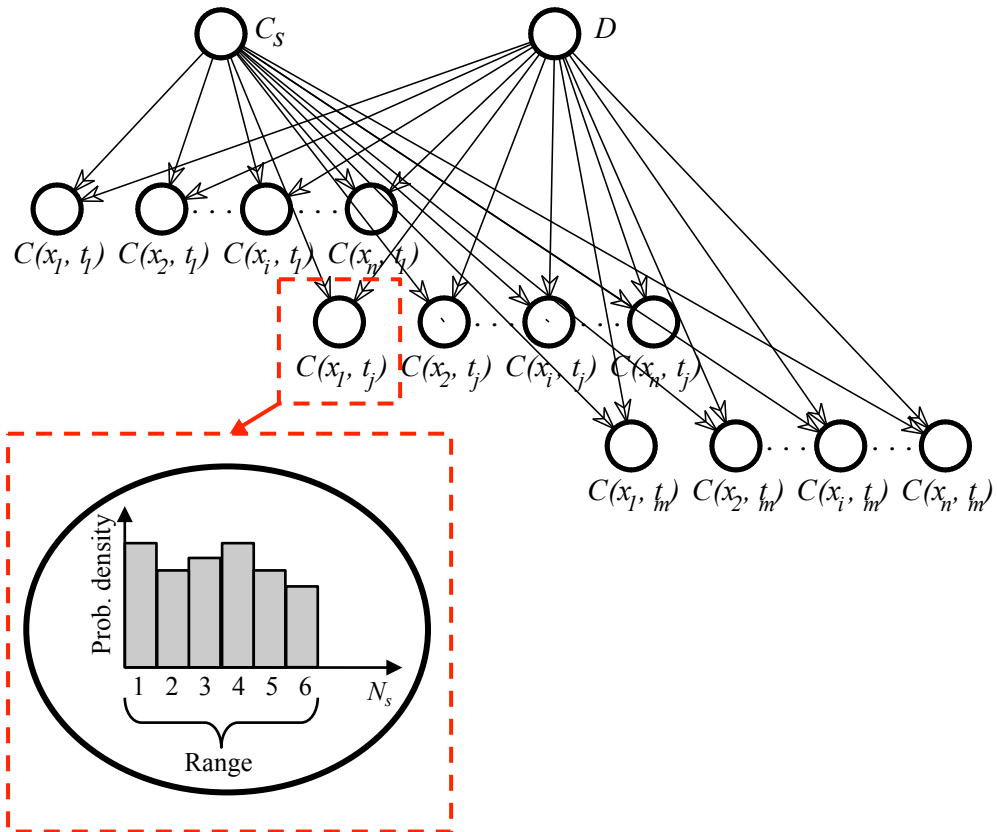 C_S D
. . . . . .
C(x_1, t_1) C(x_2, t_1) C(x_i, t_1) C(x_n, t_1)
. . . . . .
C(x_1, t_j) C(x_2, t_j) C(x_i, t_j) C(x_n, t_j)
. . . . . .
C(x_1, t_m) C(x_2, t_m) C(x_i, t_m) C(x_n, t_m)
Prob. density
1 2 3 4 5 6 N_s
Range